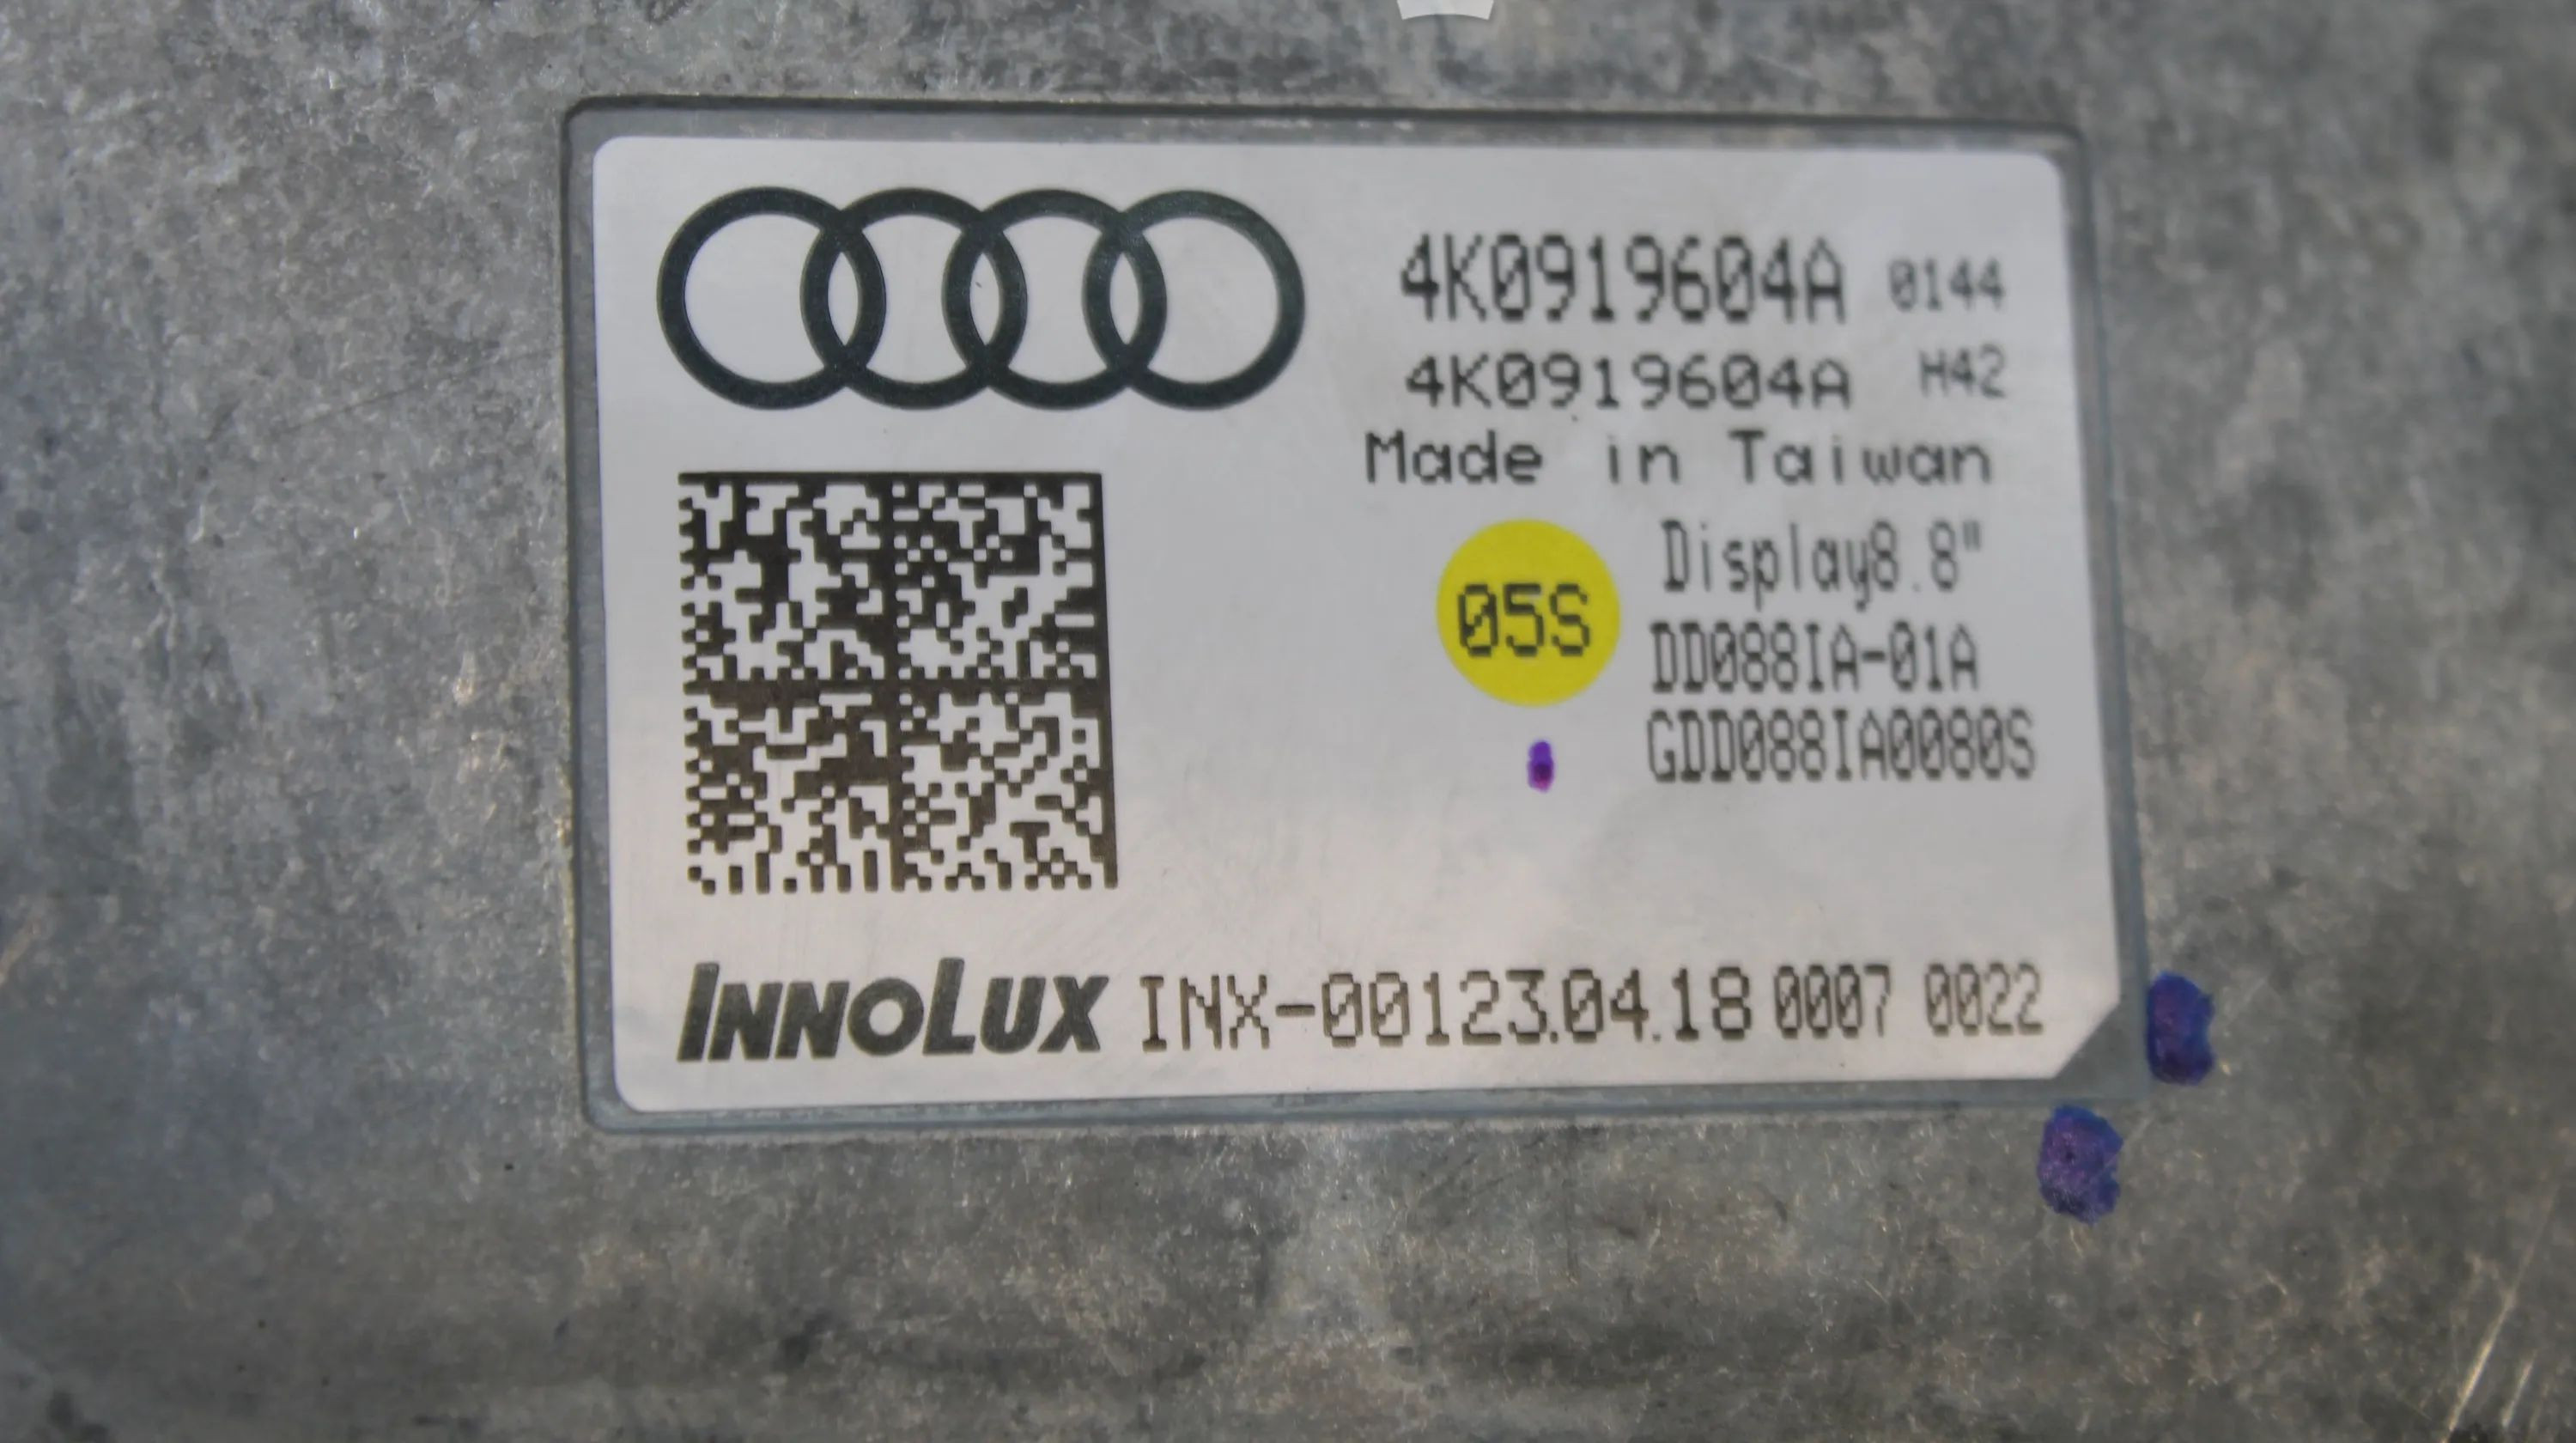 4K0919604A 0144
4K0919604A H42
Made in Taiwan
Display8.8"
05S
DD088IA-01A
GDD088IA0080S
INNOLUX INX-00123.04.18 0007 0022